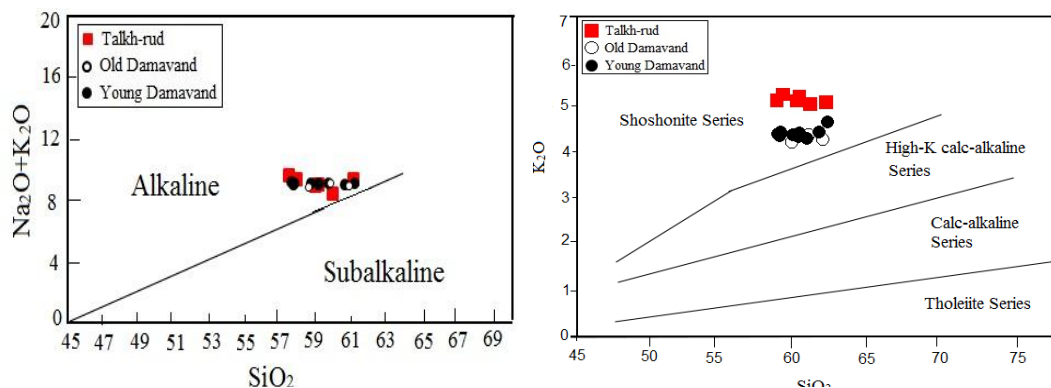 20
16
12
8
4
0
Na₂O+K₂O
Talkh-rud
Old Damavand
Young Damavand
Alkaline
Subalkaline
45 47 49 51 53 55 57 59 61 63 65 67 69
SiO₂
7
6
5
4
3
2
1
0
K₂O
Talkh-rud
Old Damavand
Young Damavand
Shoshonite Series
High-K calc-alkaline
Series
Calc-alkaline
Series
Tholeiite Series
45 50 55 60 65 70 75
SiO₂